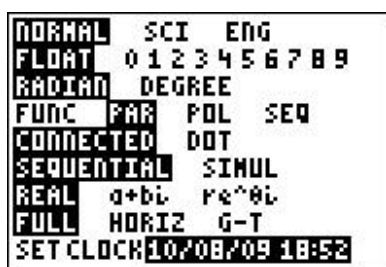 NORMAL SCI ENG
FLOAT 0 1 2 3 4 5 6 7 8 9
RADIAN DEGREE
FUNC PAR POL SEQ
CONNECTED DOT
SEQUENTIAL SIMUL
REAL a+bi re^θi
FULL HORIZ G-T
SET CLOCK 10/08/09 18:52